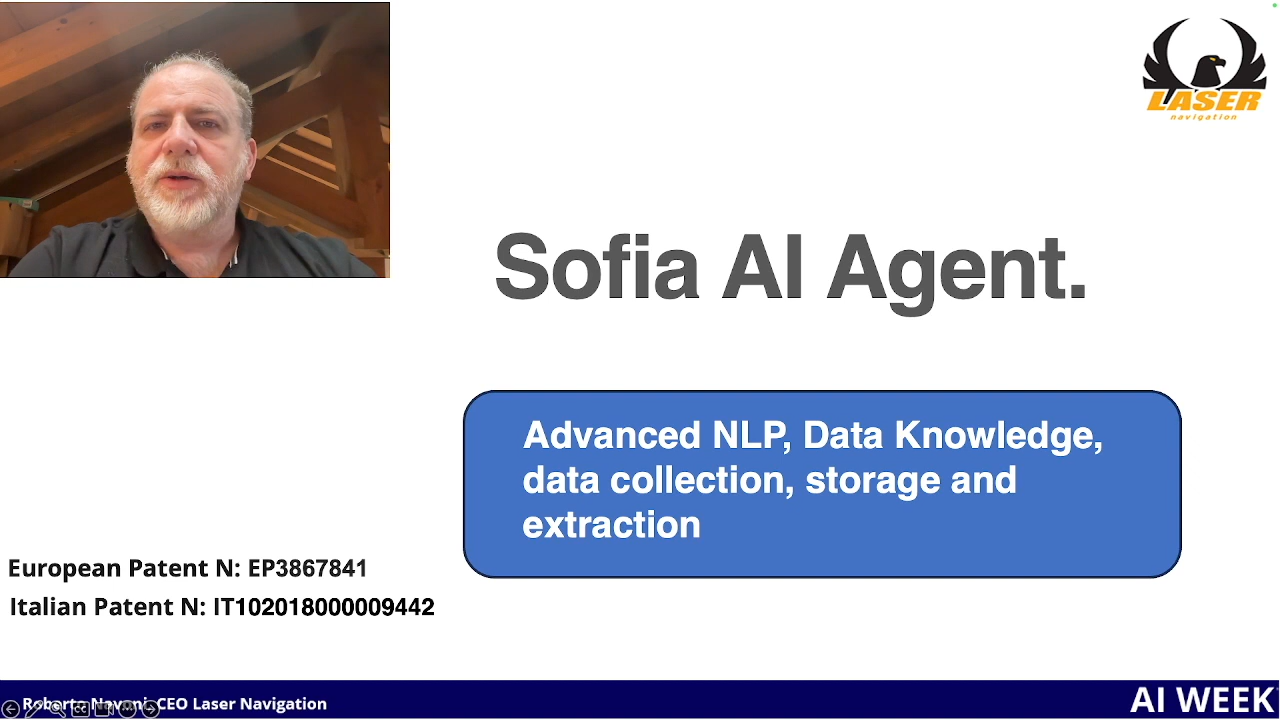 LASER
navigation
Sofia AI Agent.
Advanced NLP, Data Knowledge,
data collection, storage and
extraction
European Patent N: EP3867841
Italian Patent N: IT102018000009442
CEO Laser Navigation
AI WEEK